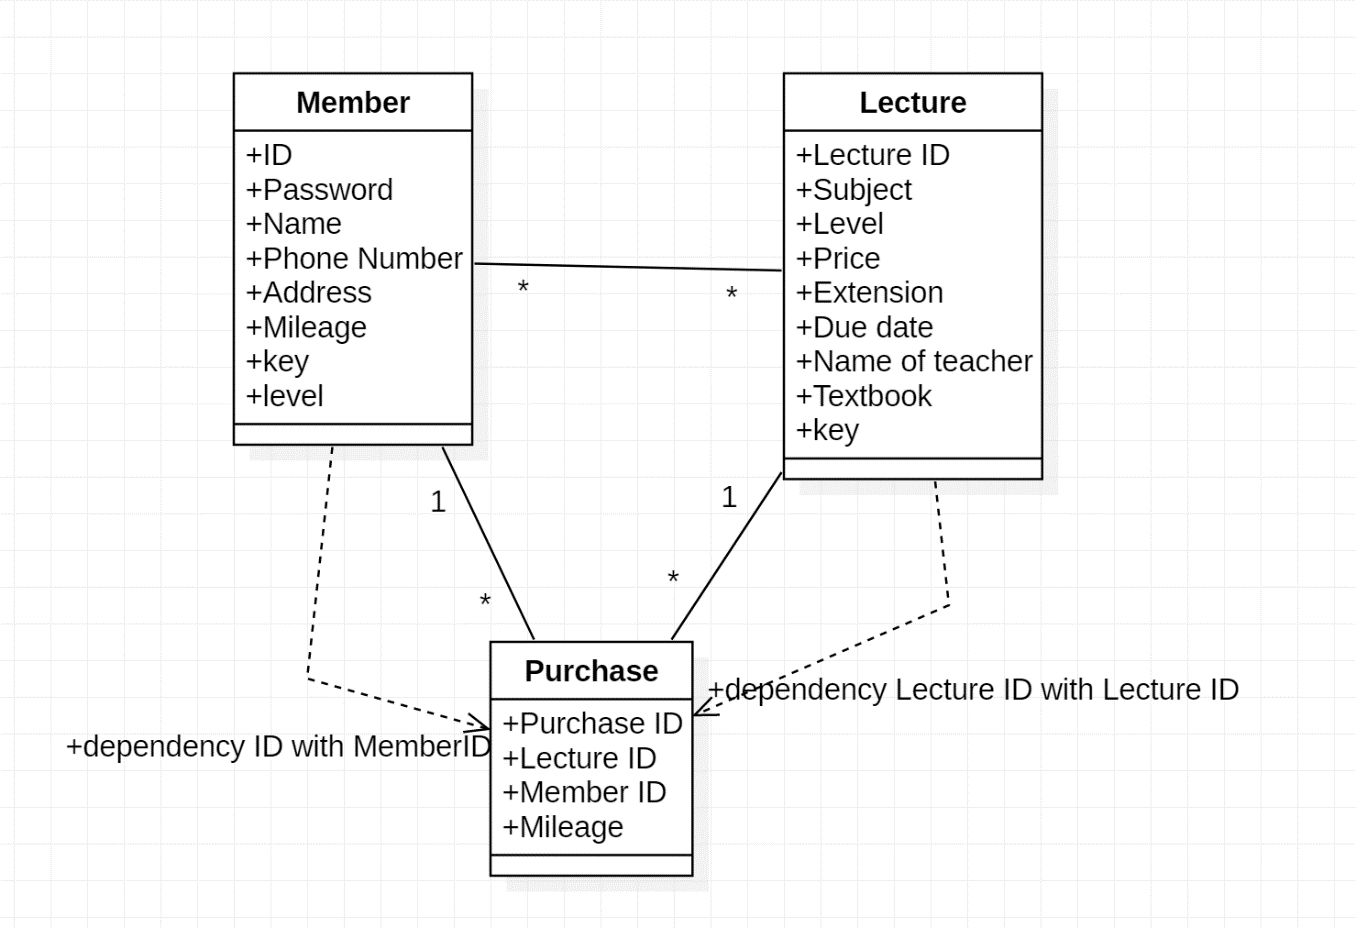 Member
+ID
+Password
+Name
+Phone Number
+Address
+Mileage
+key
+level
Lecture
+Lecture ID
+Subject
+Level
+Price
+Extension
+Due date
+Name of teacher
+Textbook
+key
*
*
1
*
1
*
+dependency ID with MemberID
+dependency Lecture ID with Lecture ID
Purchase
+Purchase ID
+Lecture ID
+Member ID
+Mileage